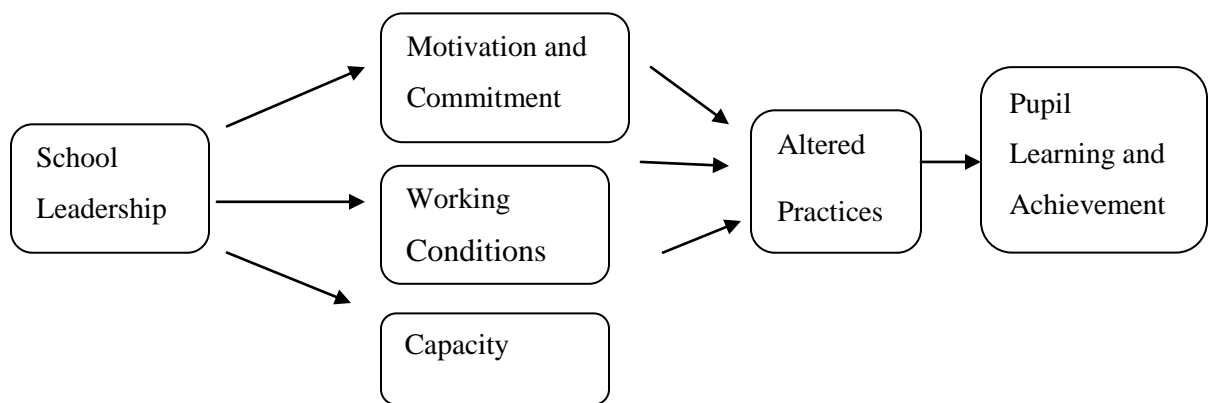 School
Leadership
Motivation and
Commitment
Working
Conditions
Capacity
Altered
Practices
Pupil
Learning and
Achievement